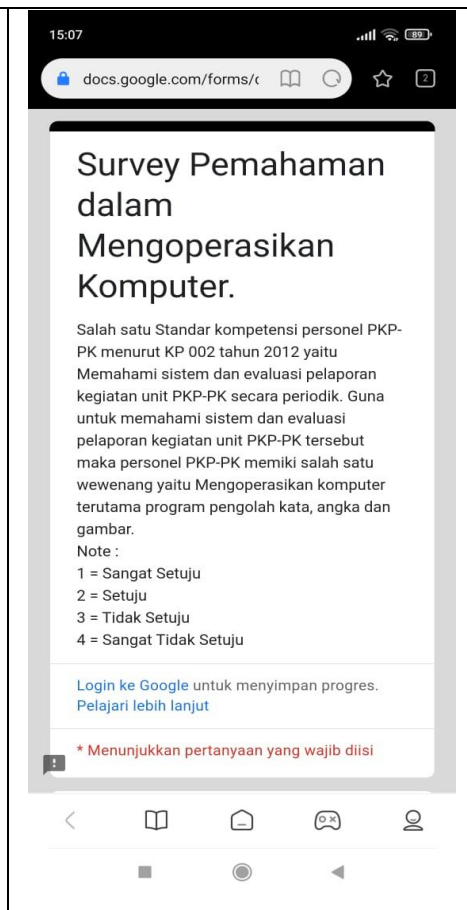 15:07
89
docs.google.com/forms/c
2
Survey Pemahaman
dalam
Mengoperasikan
Komputer.
Salah satu Standar kompetensi personel PKP-
PK menurut KP 002 tahun 2012 yaitu
Memahami sistem dan evaluasi pelaporan
kegiatan unit PKP-PK secara periodik. Guna
untuk memahami sistem dan evaluasi
pelaporan kegiatan unit PKP-PK tersebut
maka personel PKP-PK memiki salah satu
wewenang yaitu Mengoperasikan komputer
terutama program pengolah kata, angka dan
gambar.
Note :
1 = Sangat Setuju
2 = Setuju
3 = Tidak Setuju
4 = Sangat Tidak Setuju
Login ke Google untuk menyimpan progres.
Pelajari lebih lanjut
* Menunjukkan pertanyaan yang wajib diisi